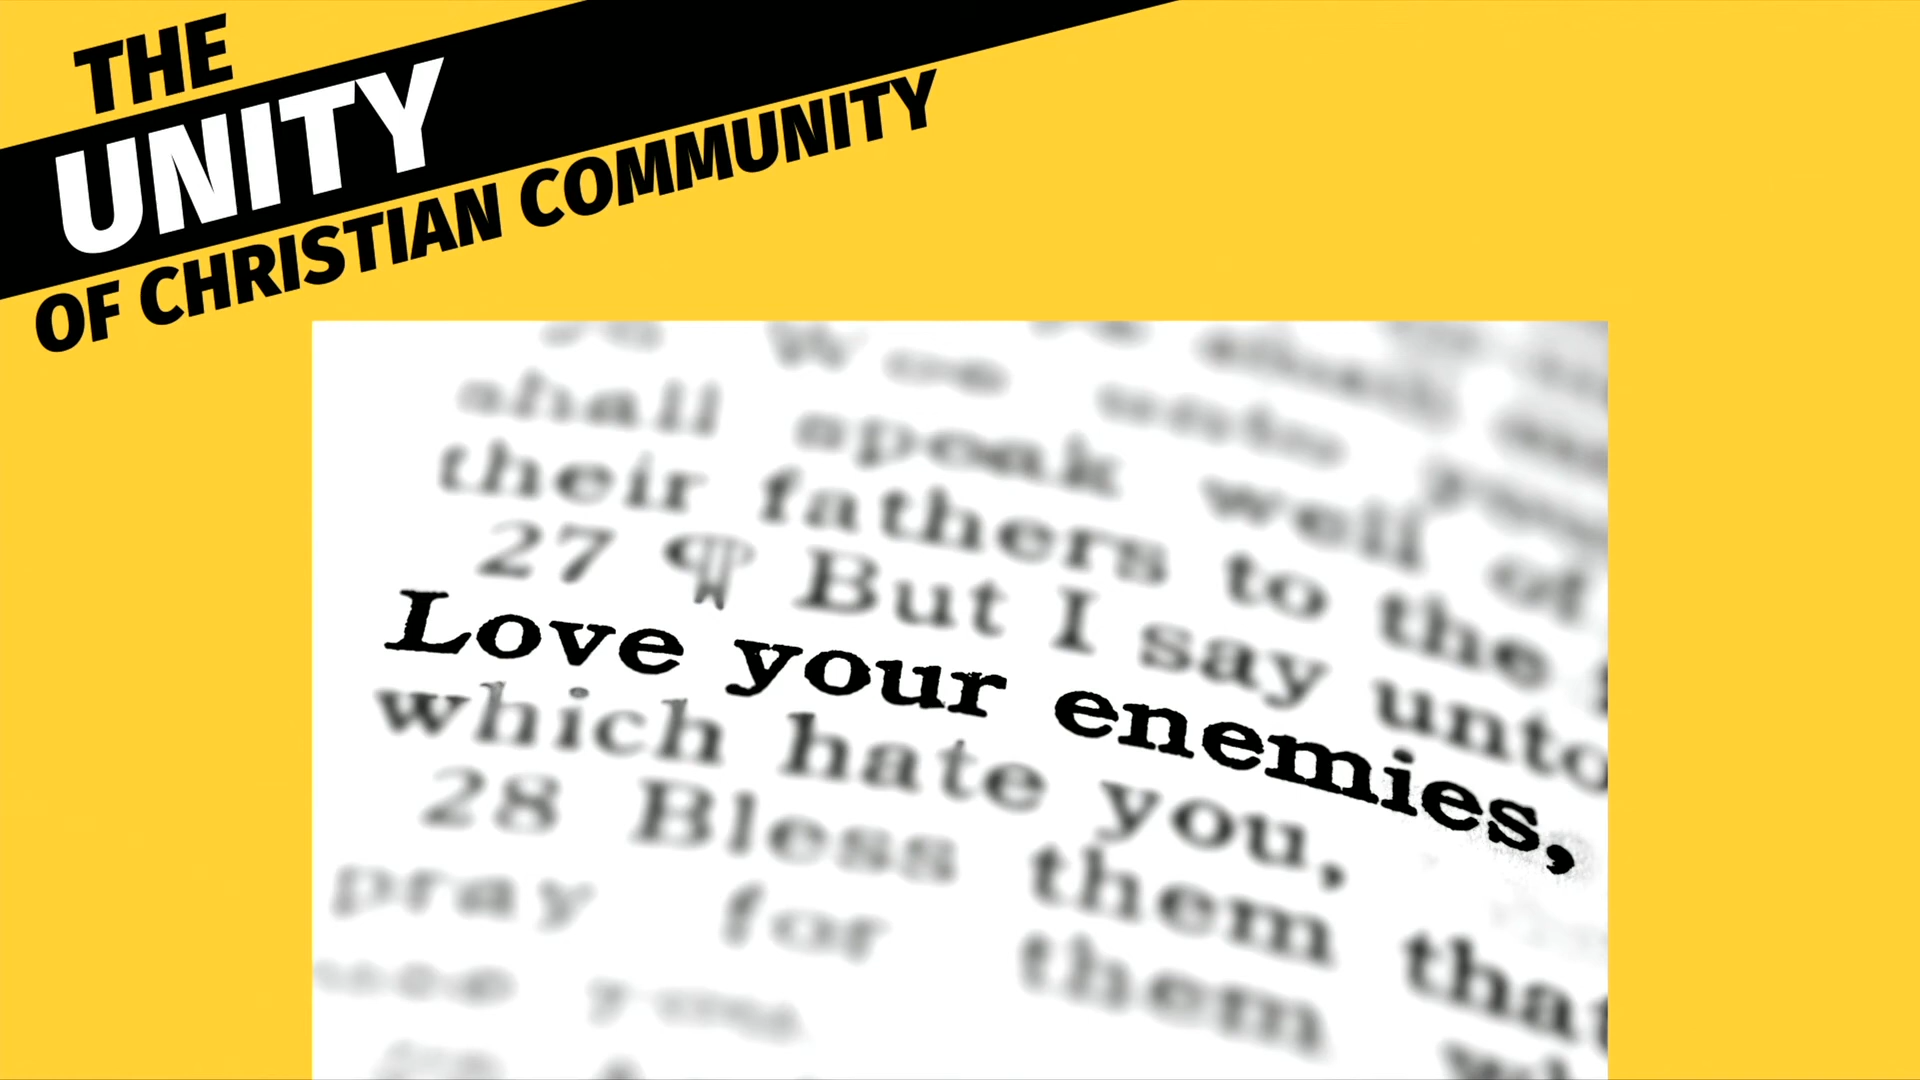 THE
UNITY
OF CHRISTIAN COMMUNITY
shall speak well of
their fathers to the
27 ¶ But I say unto
Love your enemies,
which hate you,
28 Bless them that
pray for them